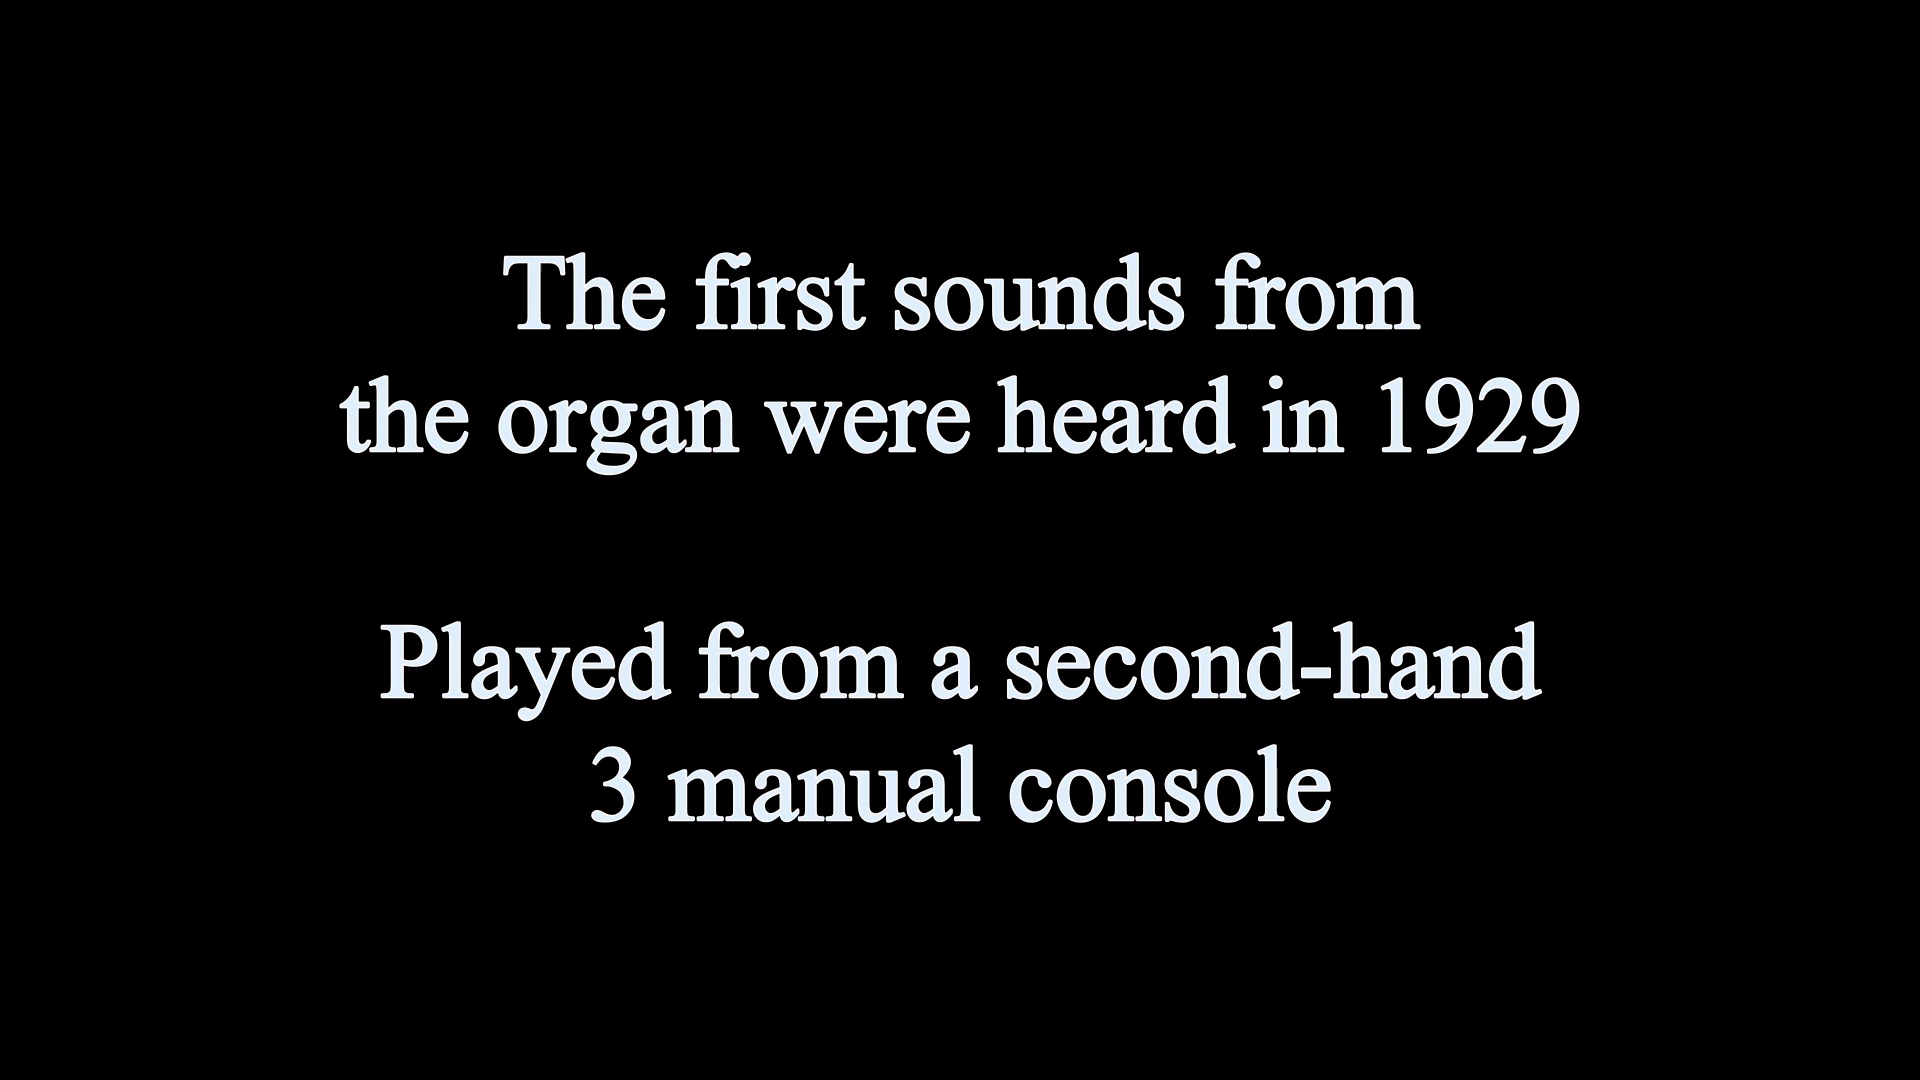 The first sounds from
the organ were heard in 1929
Played from a second-hand
3 manual console